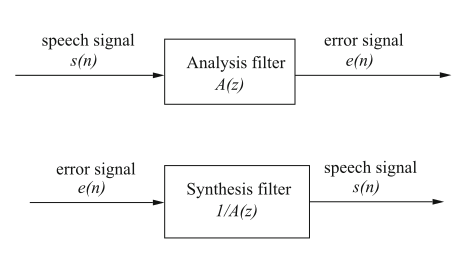 speech signal
s(n)
Analysis filter
A(z)
error signal
e(n)
error signal
e(n)
Synthesis filter
1/A(z)
speech signal
s(n)